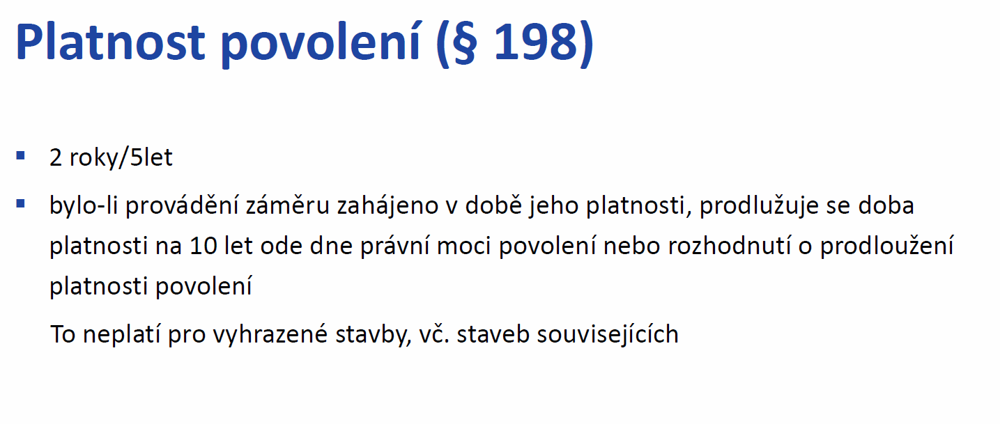 Platnost povolení (§ 198)
▪ 2 roky/5let
▪ bylo-li provádění záměru zahájeno v době jeho platnosti, prodlužuje se doba
platnosti na 10 let ode dne právní moci povolení nebo rozhodnutí o prodloužení
platnosti povolení
To neplatí pro vyhrazené stavby, vč. staveb souvisejících